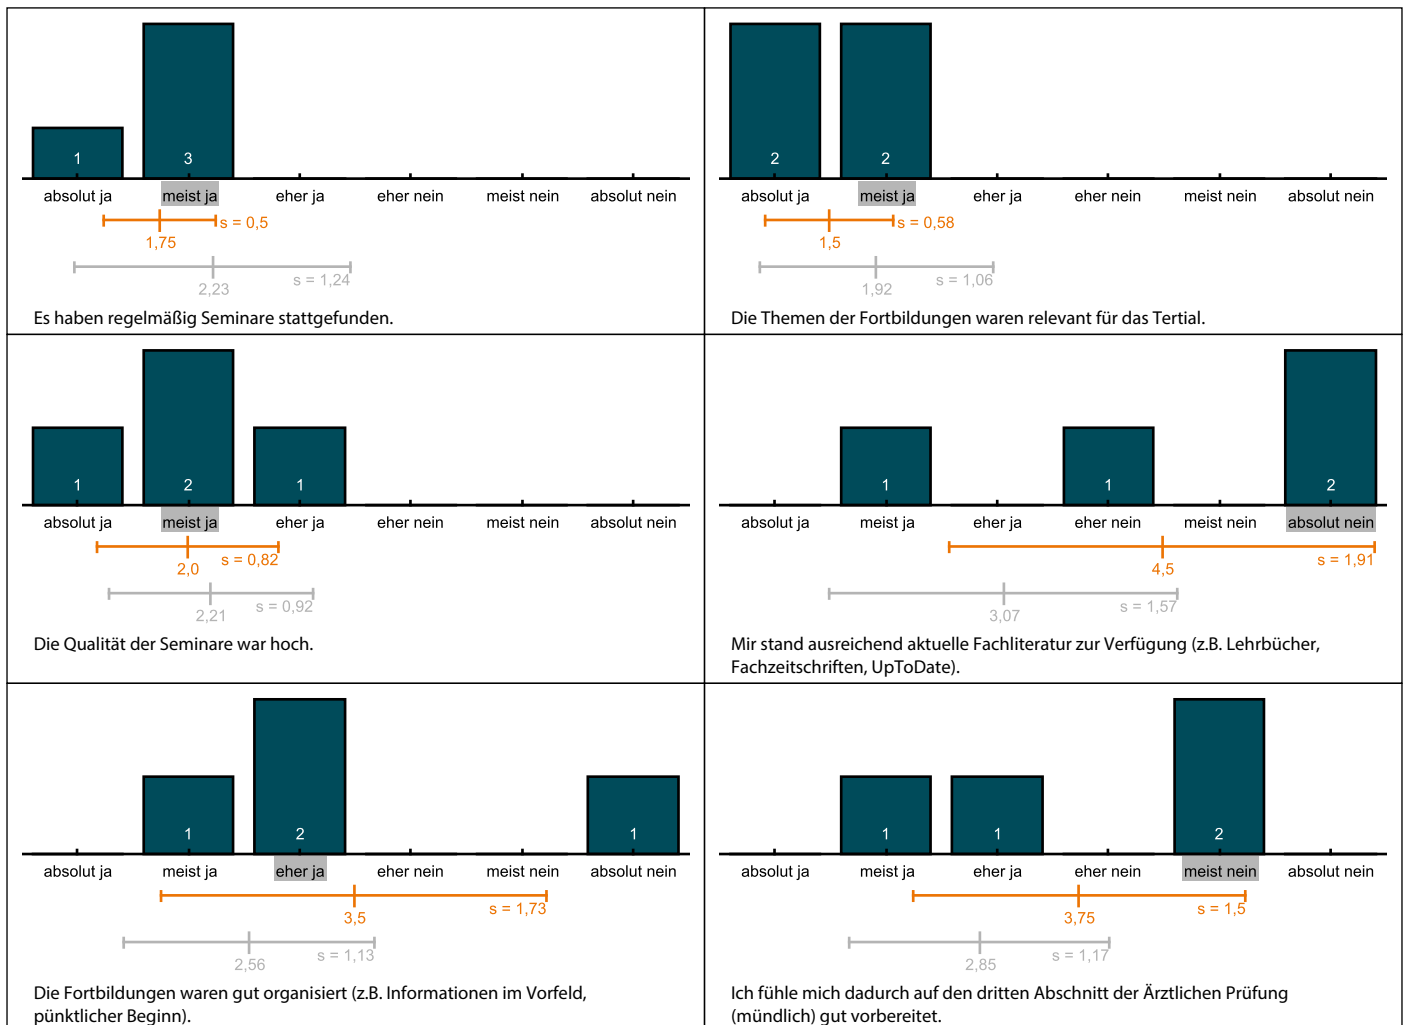 1
3
absolut ja meist ja eher ja eher nein meist nein absolut nein
s = 0,5
1,75
s = 1,24
2,23
Es haben regelmäßig Seminare stattgefunden.
2
2
absolut ja meist ja eher ja eher nein meist nein absolut nein
s = 0,58
1,5
s = 1,06
1,92
Die Themen der Fortbildungen waren relevant für das Tertial.
1
2
1
absolut ja meist ja eher ja eher nein meist nein absolut nein
s = 0,82
2,0
s = 0,92
2,21
Die Qualität der Seminare war hoch.
1
1
2
absolut ja meist ja eher ja eher nein meist nein absolut nein
s = 1,91
4,5
s = 1,57
3,07
Mir stand ausreichend aktuelle Fachliteratur zur Verfügung (z.B. Lehrbücher,
Fachzeitschriften, UpToDate).
1
2
1
absolut ja meist ja eher ja eher nein meist nein absolut nein
s = 1,73
3,5
s = 1,13
2,56
Die Fortbildungen waren gut organisiert (z.B. Informationen im Vorfeld,
pünktlicher Beginn).
1
1
2
absolut ja meist ja eher ja eher nein meist nein absolut nein
s = 1,5
3,75
s = 1,17
2,85
Ich fühle mich dadurch auf den dritten Abschnitt der Ärztlichen Prüfung
(mündlich) gut vorbereitet.